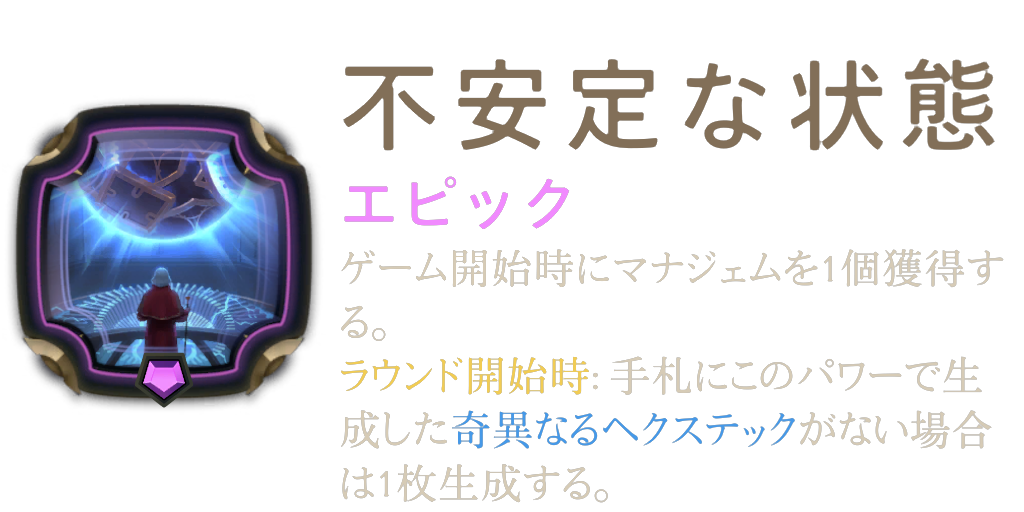 不安定な状態
エピック
ゲーム開始時にマナジェムを1個獲得す
る。
ラウンド開始時: 手札にこのパワーで生
成した奇異なるヘクステックがない場合
は1枚生成する。